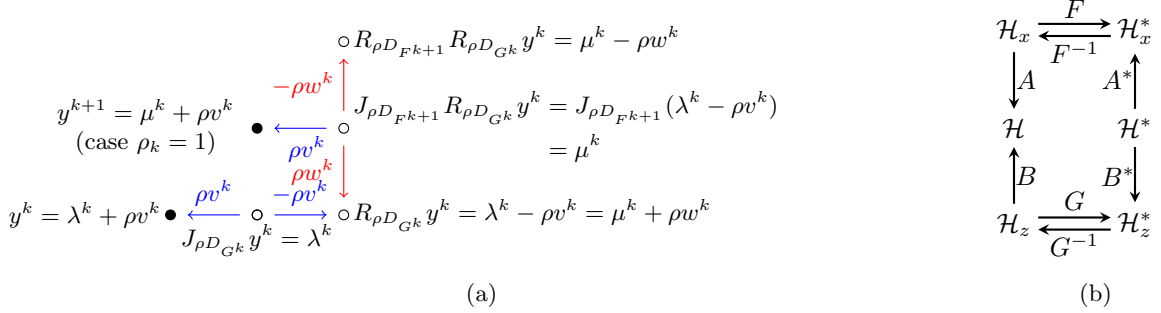 R_{ρD_{F^{k+1}}} R_{ρD_{G^k}} y^k = μ^k − ρw^k
−ρw^k
y^{k+1} = μ^k + ρv^k
(case ρ_k = 1)
ρv^k
J_{ρD_{F^{k+1}}} R_{ρD_{G^k}} y^k = J_{ρD_{F^{k+1}}}(λ^k − ρv^k)
= μ^k
ρw^k
y^k = λ^k + ρv^k
ρv^k
−ρv^k
J_{ρD_{G^k}} y^k = λ^k
R_{ρD_{G^k}} y^k = λ^k − ρv^k = μ^k + ρw^k
(a)
ℋ_x F ℋ_x^*
F^{−1}
A A^*
ℋ ℋ^*
B B^*
ℋ_z G ℋ_z^*
G^{−1}
(b)